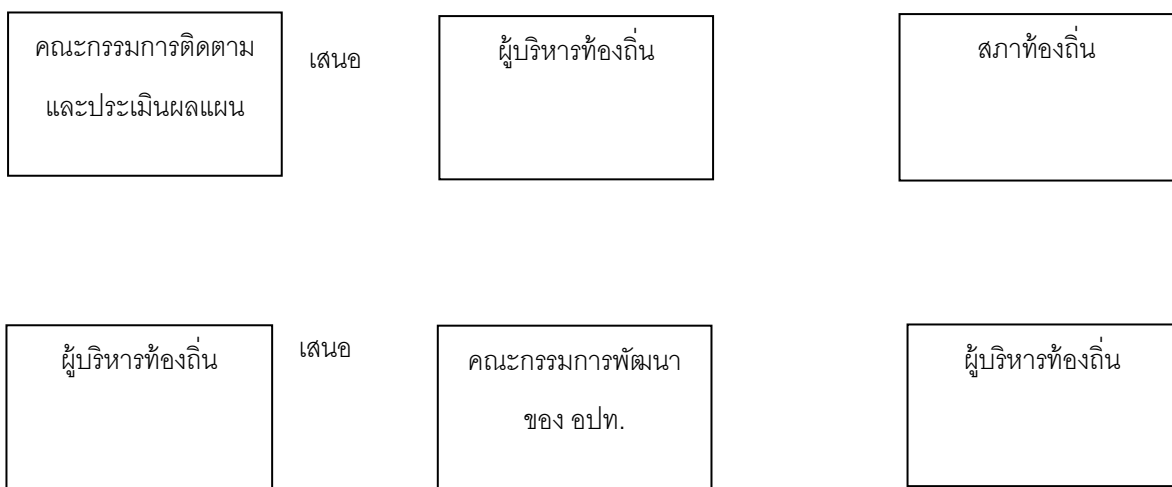 คณะกรรมการติดตาม
และประเมินผลแผน
เสนอ
ผู้บริหารท้องถิ่น
สภาท้องถิ่น
ผู้บริหารท้องถิ่น
เสนอ
คณะกรรมการพัฒนา
ของ อปท.
ผู้บริหารท้องถิ่น